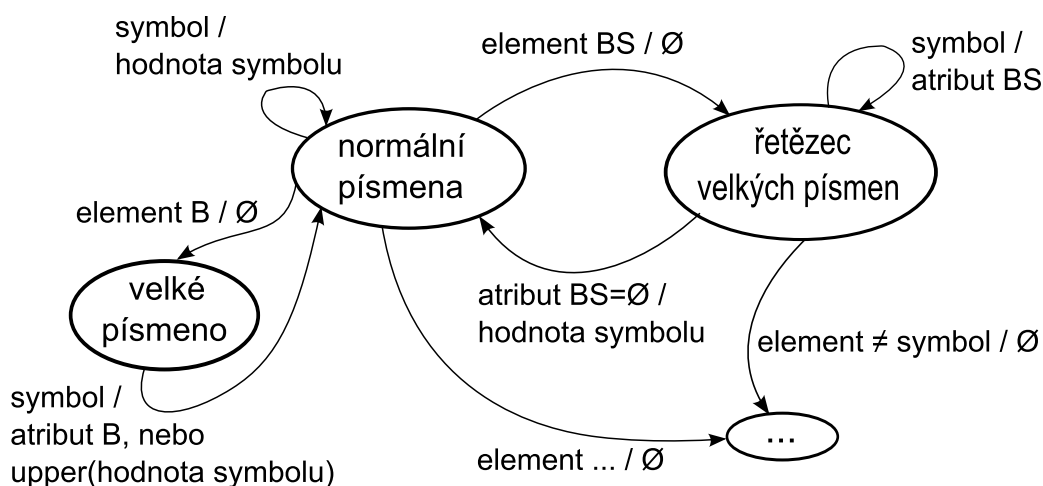 symbol /
hodnota symbolu
element BS / Ø
symbol /
atribut BS
normální
písmena
řetězec
velkých písmen
element B / Ø
velké
písmeno
atribut BS=Ø /
hodnota symbolu
element ≠ symbol / Ø
symbol /
atribut B, nebo
upper(hodnota symbolu)
element ... / Ø
...